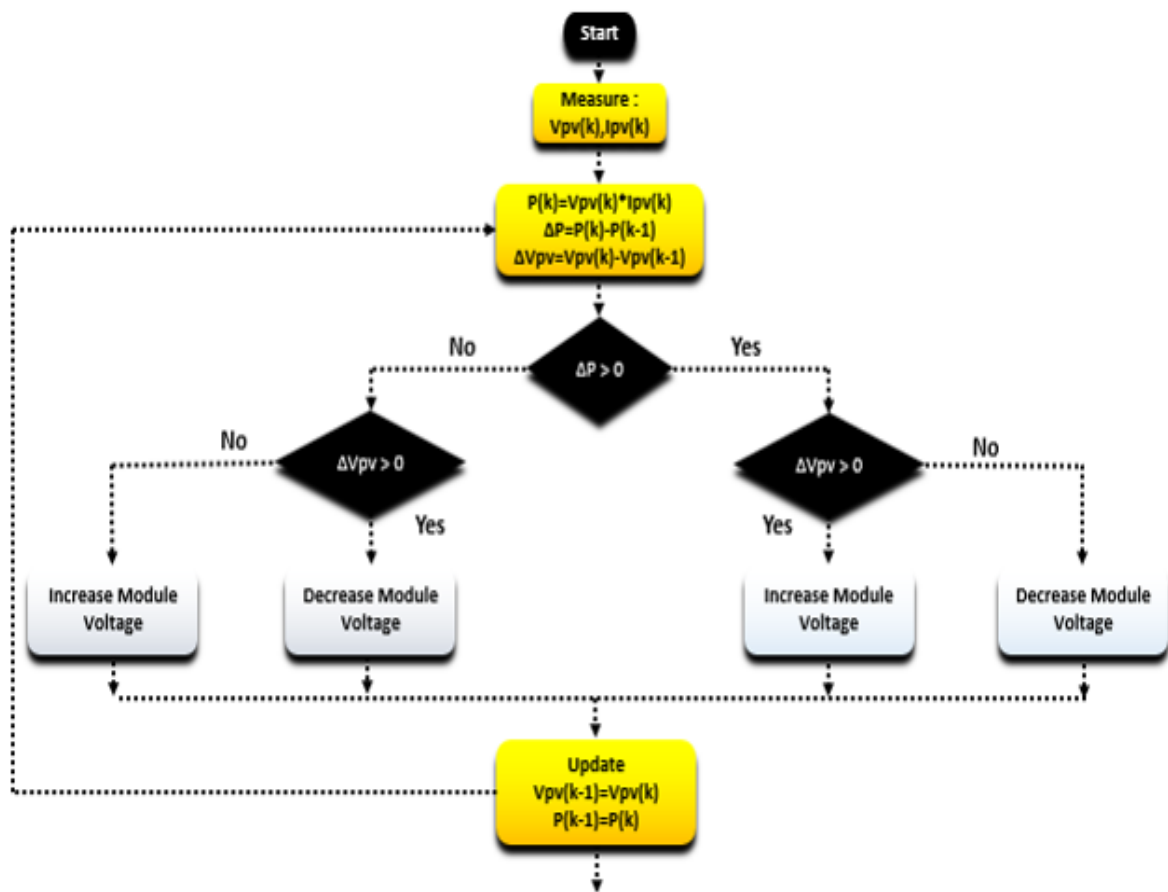 Start
Measure :
Vpv(k),Ipv(k)
P(k)=Vpv(k)*Ipv(k)
ΔP=P(k)-P(k-1)
ΔVpv=Vpv(k)-Vpv(k-1)
No
ΔP > 0
Yes
No
ΔVpv > 0
Yes
ΔVpv > 0
No
Yes
Increase Module
Voltage
Decrease Module
Voltage
Increase Module
Voltage
Decrease Module
Voltage
Update
Vpv(k-1)=Vpv(k)
P(k-1)=P(k)